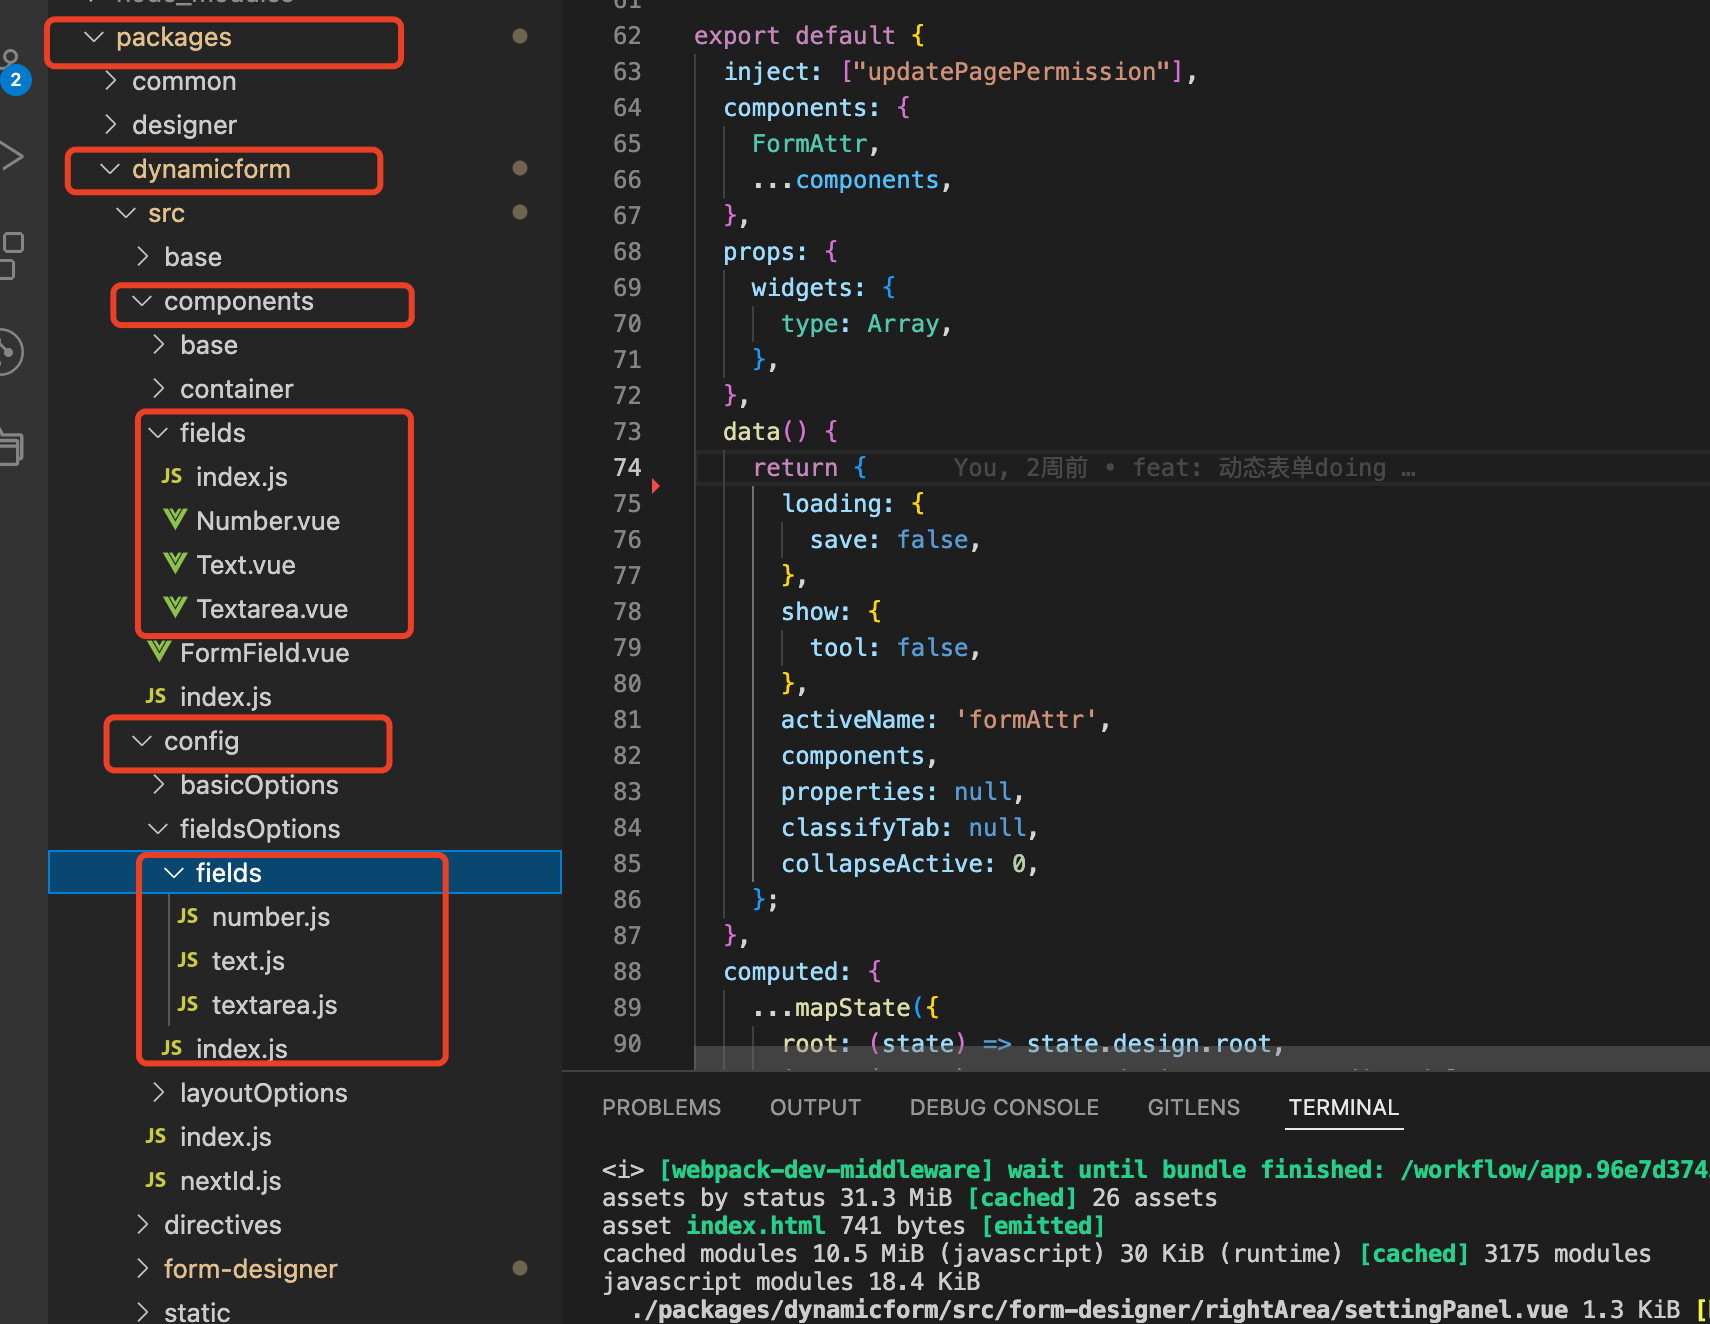 2
packages
common
designer
dynamicform
src
base
components
base
container
fields
JS index.js
Number.vue
Text.vue
Textarea.vue
FormField.vue
JS index.js
config
basicOptions
fieldsOptions
fields
JS number.js
JS text.js
JS textarea.js
JS index.js
layoutOptions
JS index.js
JS nextId.js
directives
form-designer
static
61
62 export default {
63 inject: ["updatePagePermission"],
64 components: {
65 FormAttr,
66 ...components,
67 },
68 props: {
69 widgets: {
70 type: Array,
71 },
72 },
73 data() {
74 return { You, 2周前 • feat: 动态表单doing …
75 loading: {
76 save: false,
77 },
78 show: {
79 tool: false,
80 },
81 activeName: 'formAttr',
82 components,
83 properties: null,
84 classifyTab: null,
85 collapseActive: 0,
86 };
87 },
88 computed: {
89 ...mapState({
90 root: (state) => state.design.root,
PROBLEMS OUTPUT DEBUG CONSOLE GITLENS TERMINAL
<i> [webpack-dev-middleware] wait until bundle finished: /workflow/app.96e7d374
assets by status 31.3 MiB [cached] 26 assets
asset index.html 741 bytes [emitted]
cached modules 10.5 MiB (javascript) 30 KiB (runtime) [cached] 3175 modules
javascript modules 18.4 KiB
./packages/dynamicform/src/form-designer/rightArea/settingPanel.vue 1.3 KiB [